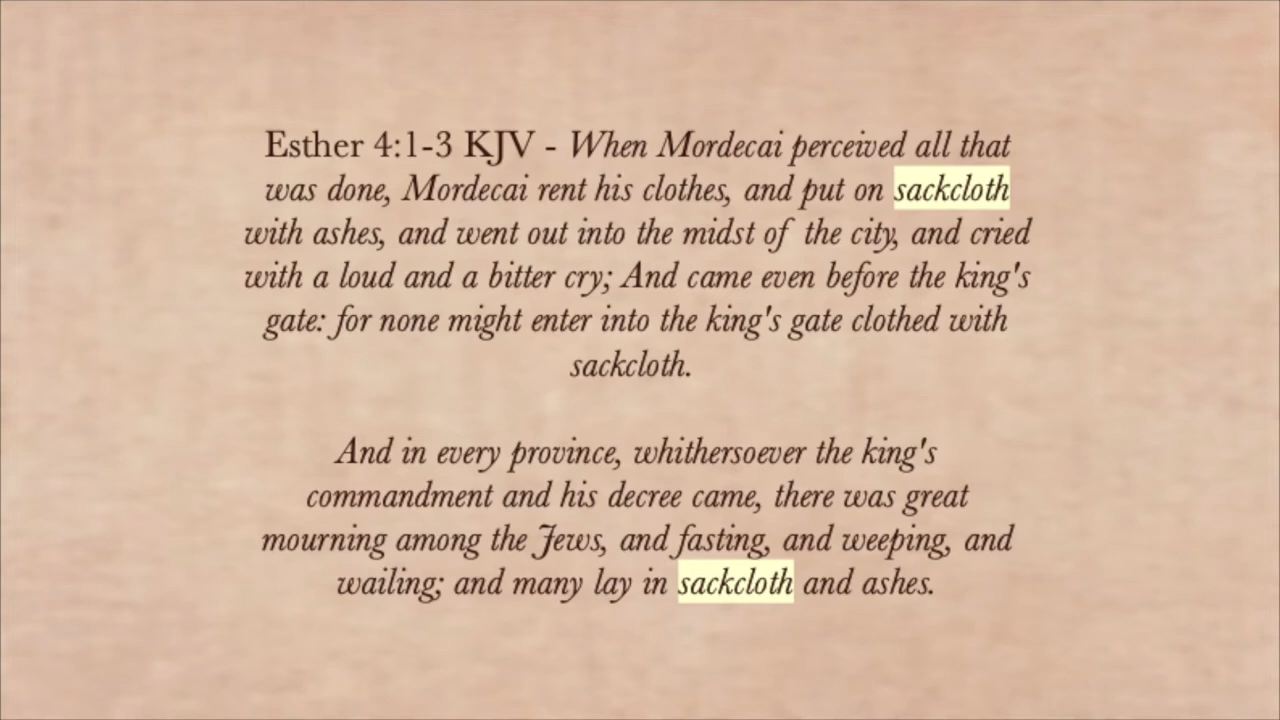 Esther 4:1-3 KJV - When Mordecai perceived all that
was done, Mordecai rent his clothes, and put on sackcloth
with ashes, and went out into the midst of the city, and cried
with a loud and a bitter cry; And came even before the king's
gate: for none might enter into the king's gate clothed with
sackcloth.
And in every province, whithersoever the king's
commandment and his decree came, there was great
mourning among the Jews, and fasting, and weeping, and
wailing; and many lay in sackcloth and ashes.